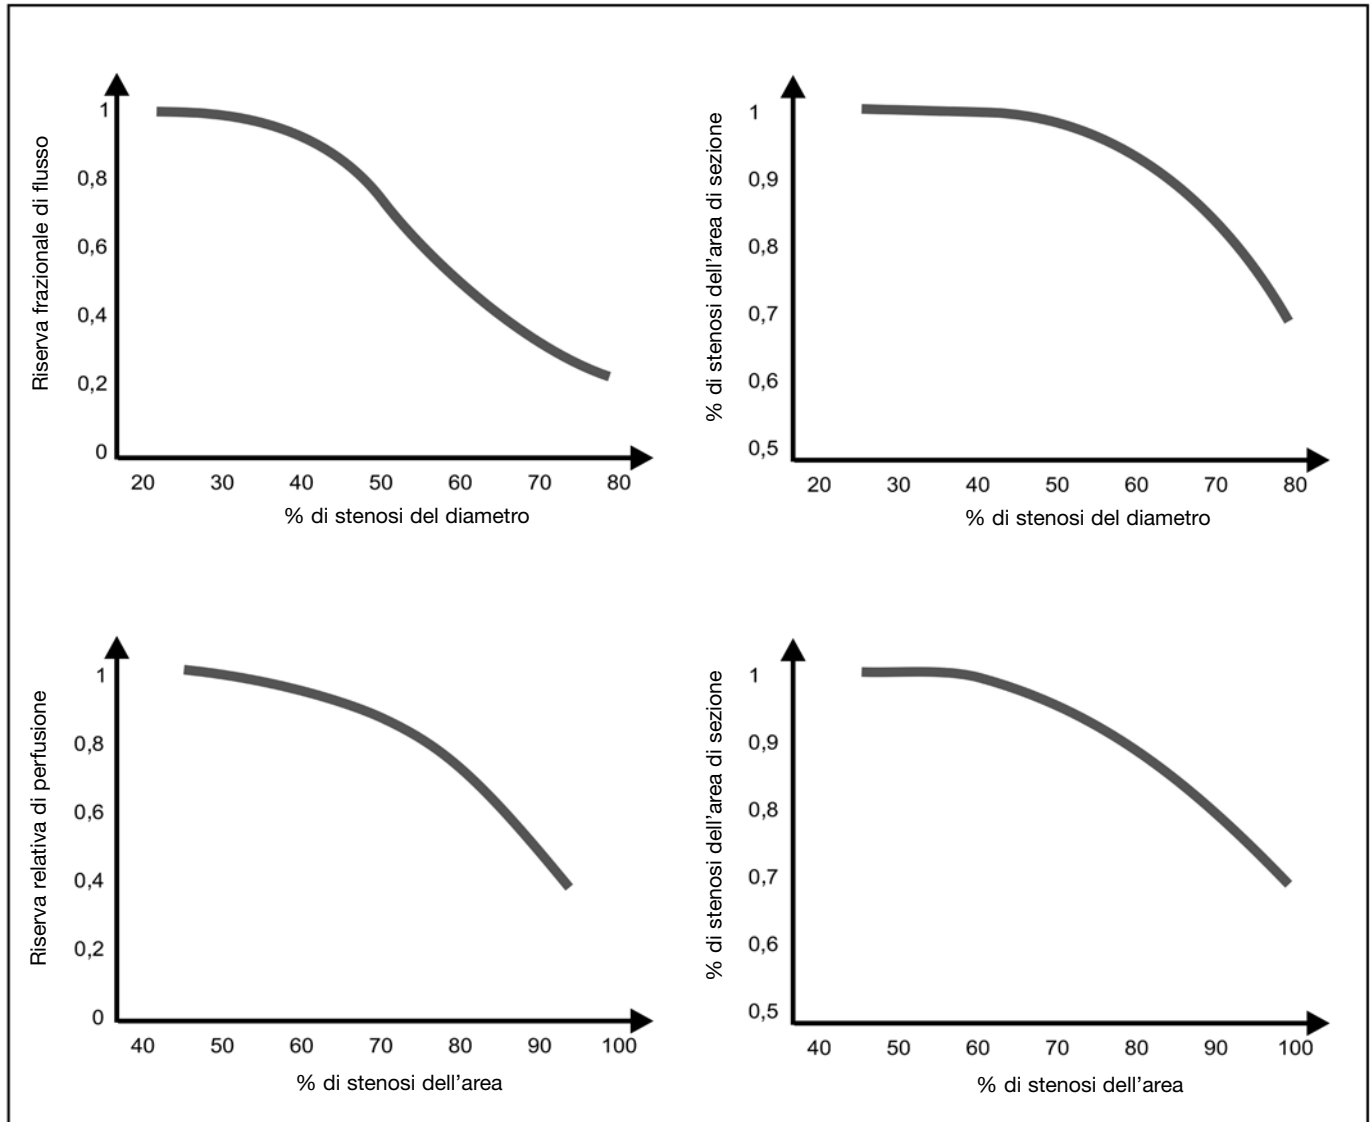 Riserva frazionale di flusso
1
0,8
0,6
0,4
0,2
0
20 30 40 50 60 70 80
% di stenosi del diametro
% di stenosi dell'area di sezione
1
0,9
0,8
0,7
0,6
0,5
20 30 40 50 60 70 80
% di stenosi del diametro
Riserva relativa di perfusione
1
0,8
0,6
0,4
0,2
0
40 50 60 70 80 90 100
% di stenosi dell'area
% di stenosi dell'area di sezione
1
0,9
0,8
0,7
0,6
0,5
40 50 60 70 80 90 100
% di stenosi dell'area